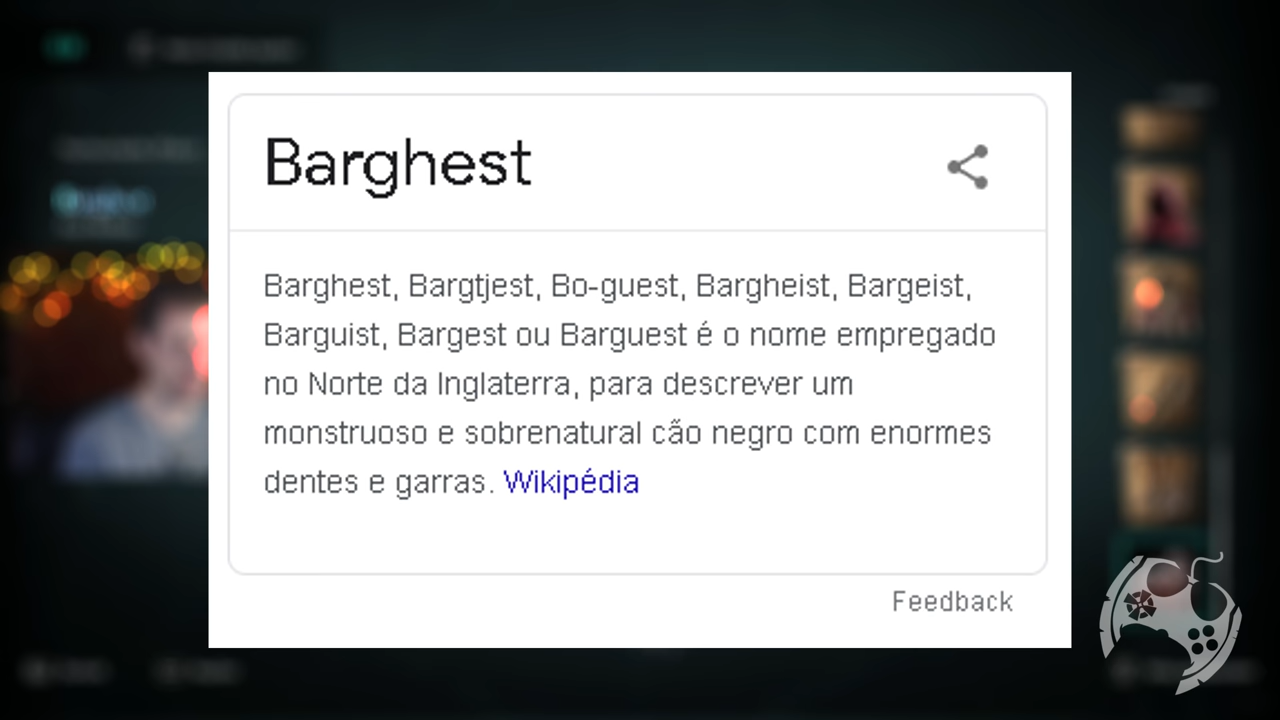 Barghest
Barghest, Bargtjest, Bo-guest, Bargheist, Bargeist,
Barguist, Bargest ou Barguest é o nome empregado
no Norte da Inglaterra, para descrever um
monstruoso e sobrenatural cão negro com enormes
dentes e garras. Wikipédia
Feedback